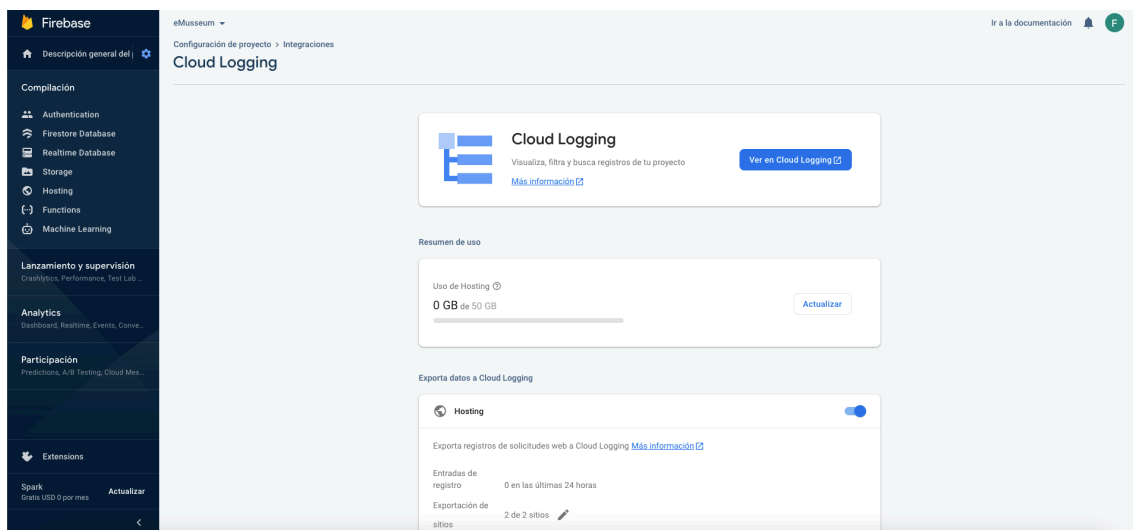 Firebase
Descripción general del
Compilación
Authentication
Firestore Database
Realtime Database
Storage
Hosting
Functions
Machine Learning
Lanzamiento y supervisión
Crashlytics, Performance, Test Lab ...
Analytics
Dashboard, Realtime, Events, Conve...
Participación
Predictions, A/B Testing, Cloud Mes...
Extensions
Spark
Gratis USD 0 por mes
Actualizar
eMusseum
Ir a la documentación
F
Configuración de proyecto > Integraciones
Cloud Logging
Cloud Logging
Visualiza, filtra y busca registros de tu proyecto
Más información
Ver en Cloud Logging
Resumen de uso
Uso de Hosting
0 GB de 50 GB
Actualizar
Exporta datos a Cloud Logging
Hosting
Exporta registros de solicitudes web a Cloud Logging Más información
Entradas de
registro
0 en las últimas 24 horas
Exportación de
sitios
2 de 2 sitios